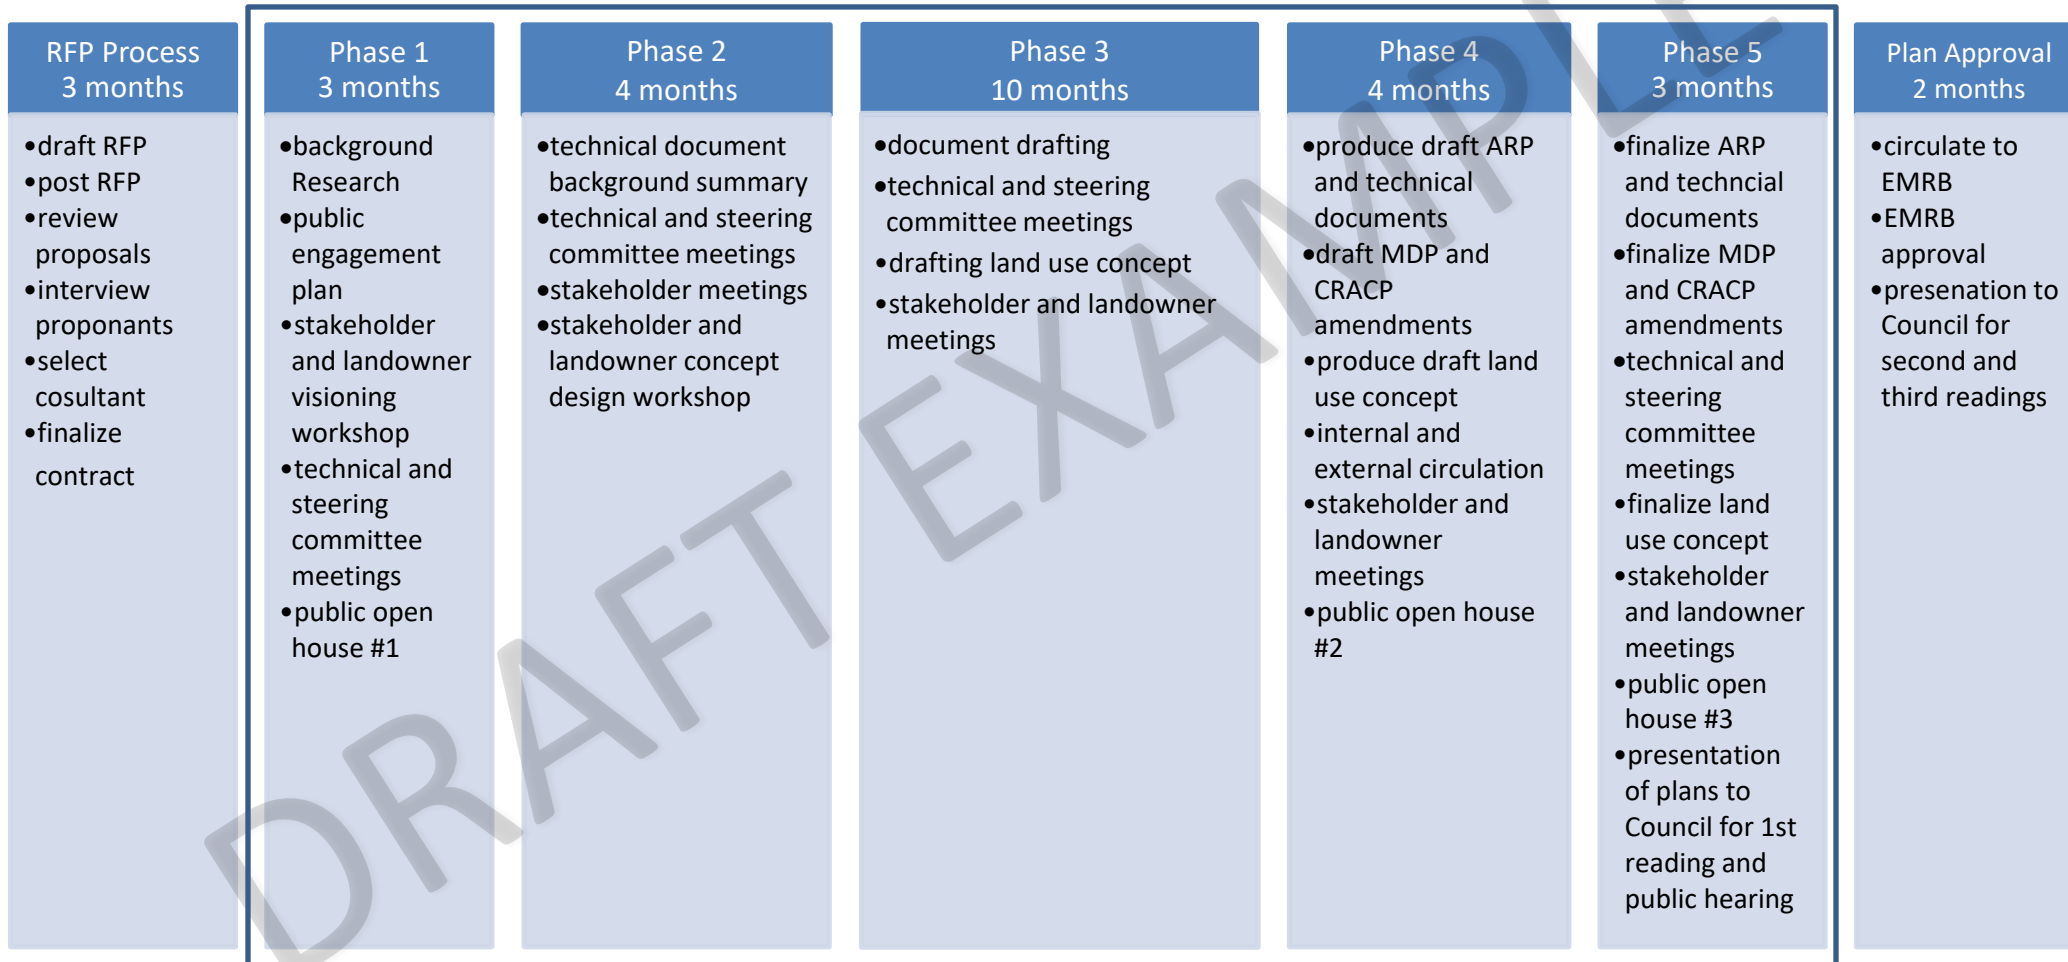 RFP Process
3 months
•draft RFP
•post RFP
•review
proposals
•interview
proponants
•select
cosultant
•finalize
contract
Phase 1
3 months
•background
Research
•public
engagement
plan
•stakeholder
and landowner
visioning
workshop
•technical and
steering
committee
meetings
•public open
house #1
Phase 2
4 months
•technical document
background summary
•technical and steering
committee meetings
•stakeholder meetings
•stakeholder and
landowner concept
design workshop
Phase 3
10 months
•document drafting
•technical and steering
committee meetings
•drafting land use concept
•stakeholder and landowner
meetings
Phase 4
4 months
•produce draft ARP
and technical
documents
•draft MDP and
CRACP
amendments
•produce draft land
use concept
•internal and
external circulation
•stakeholder and
landowner
meetings
•public open house
#2
Phase 5
3 months
•finalize ARP
and techncial
documents
•finalize MDP
and CRACP
amendments
•technical and
steering
committee
meetings
•finalize land
use concept
•stakeholder
and landowner
meetings
•public open
house #3
•presentation
of plans to
Council for 1st
reading and
public hearing
Plan Approval
2 months
•circulate to
EMRB
•EMRB
approval
•presenation to
Council for
second and
third readings
DRAFT EXAMPLE